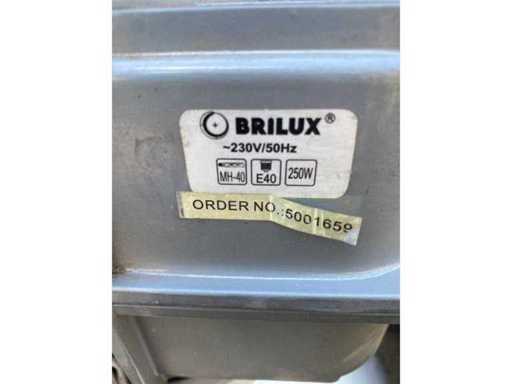 BRILUX®
~230V/50Hz
MH-40 E40 250W
ORDER NO.:5001659